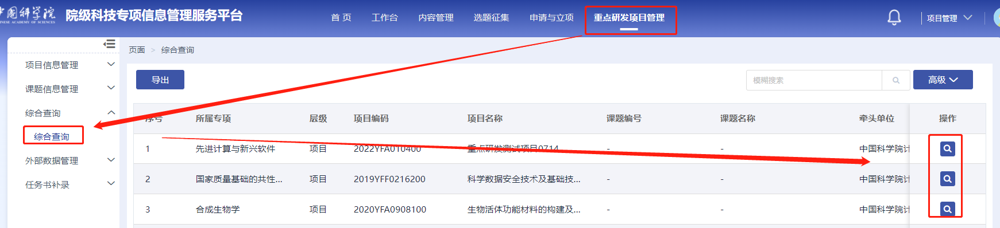 中国科学院 院级科技专项信息管理服务平台 首 页 工作台 内容管理 选题征集 申请与立项 重点研发项目管理 项目管理
CHINESE ACADEMY OF SCIENCES
页面 > 综合查询
项目信息管理
课题信息管理
综合查询
综合查询
外部数据管理
任务书补录
导出 模糊搜索 高级
序号 所属专项 层级 项目编码 项目名称 课题编号 课题名称 牵头单位 操作
1 先进计算与新兴软件 项目 2022YFA010400 重点研发测试项目0714 - - 中国科学院计
2 国家质量基础的共性... 项目 2019YFF0216200 科学数据安全技术及基础技... - - 中国科学院计
3 合成生物学 项目 2020YFA0908100 生物活体功能材料的构建及... - - 中国科学院计